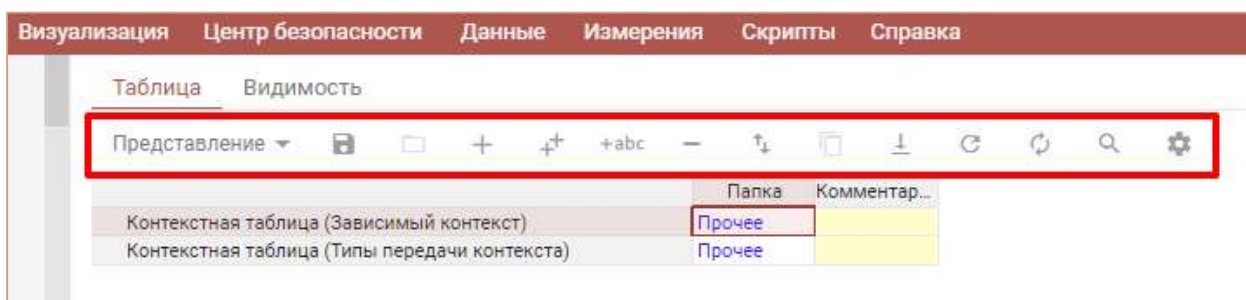 Визуализация Центр безопасности Данные Измерения Скрипты Справка
Таблица Видимость
Представление +abc
Папка Комментар...
Контекстная таблица (Зависимый контекст) Прочее
Контекстная таблица (Типы передачи контекста) Прочее